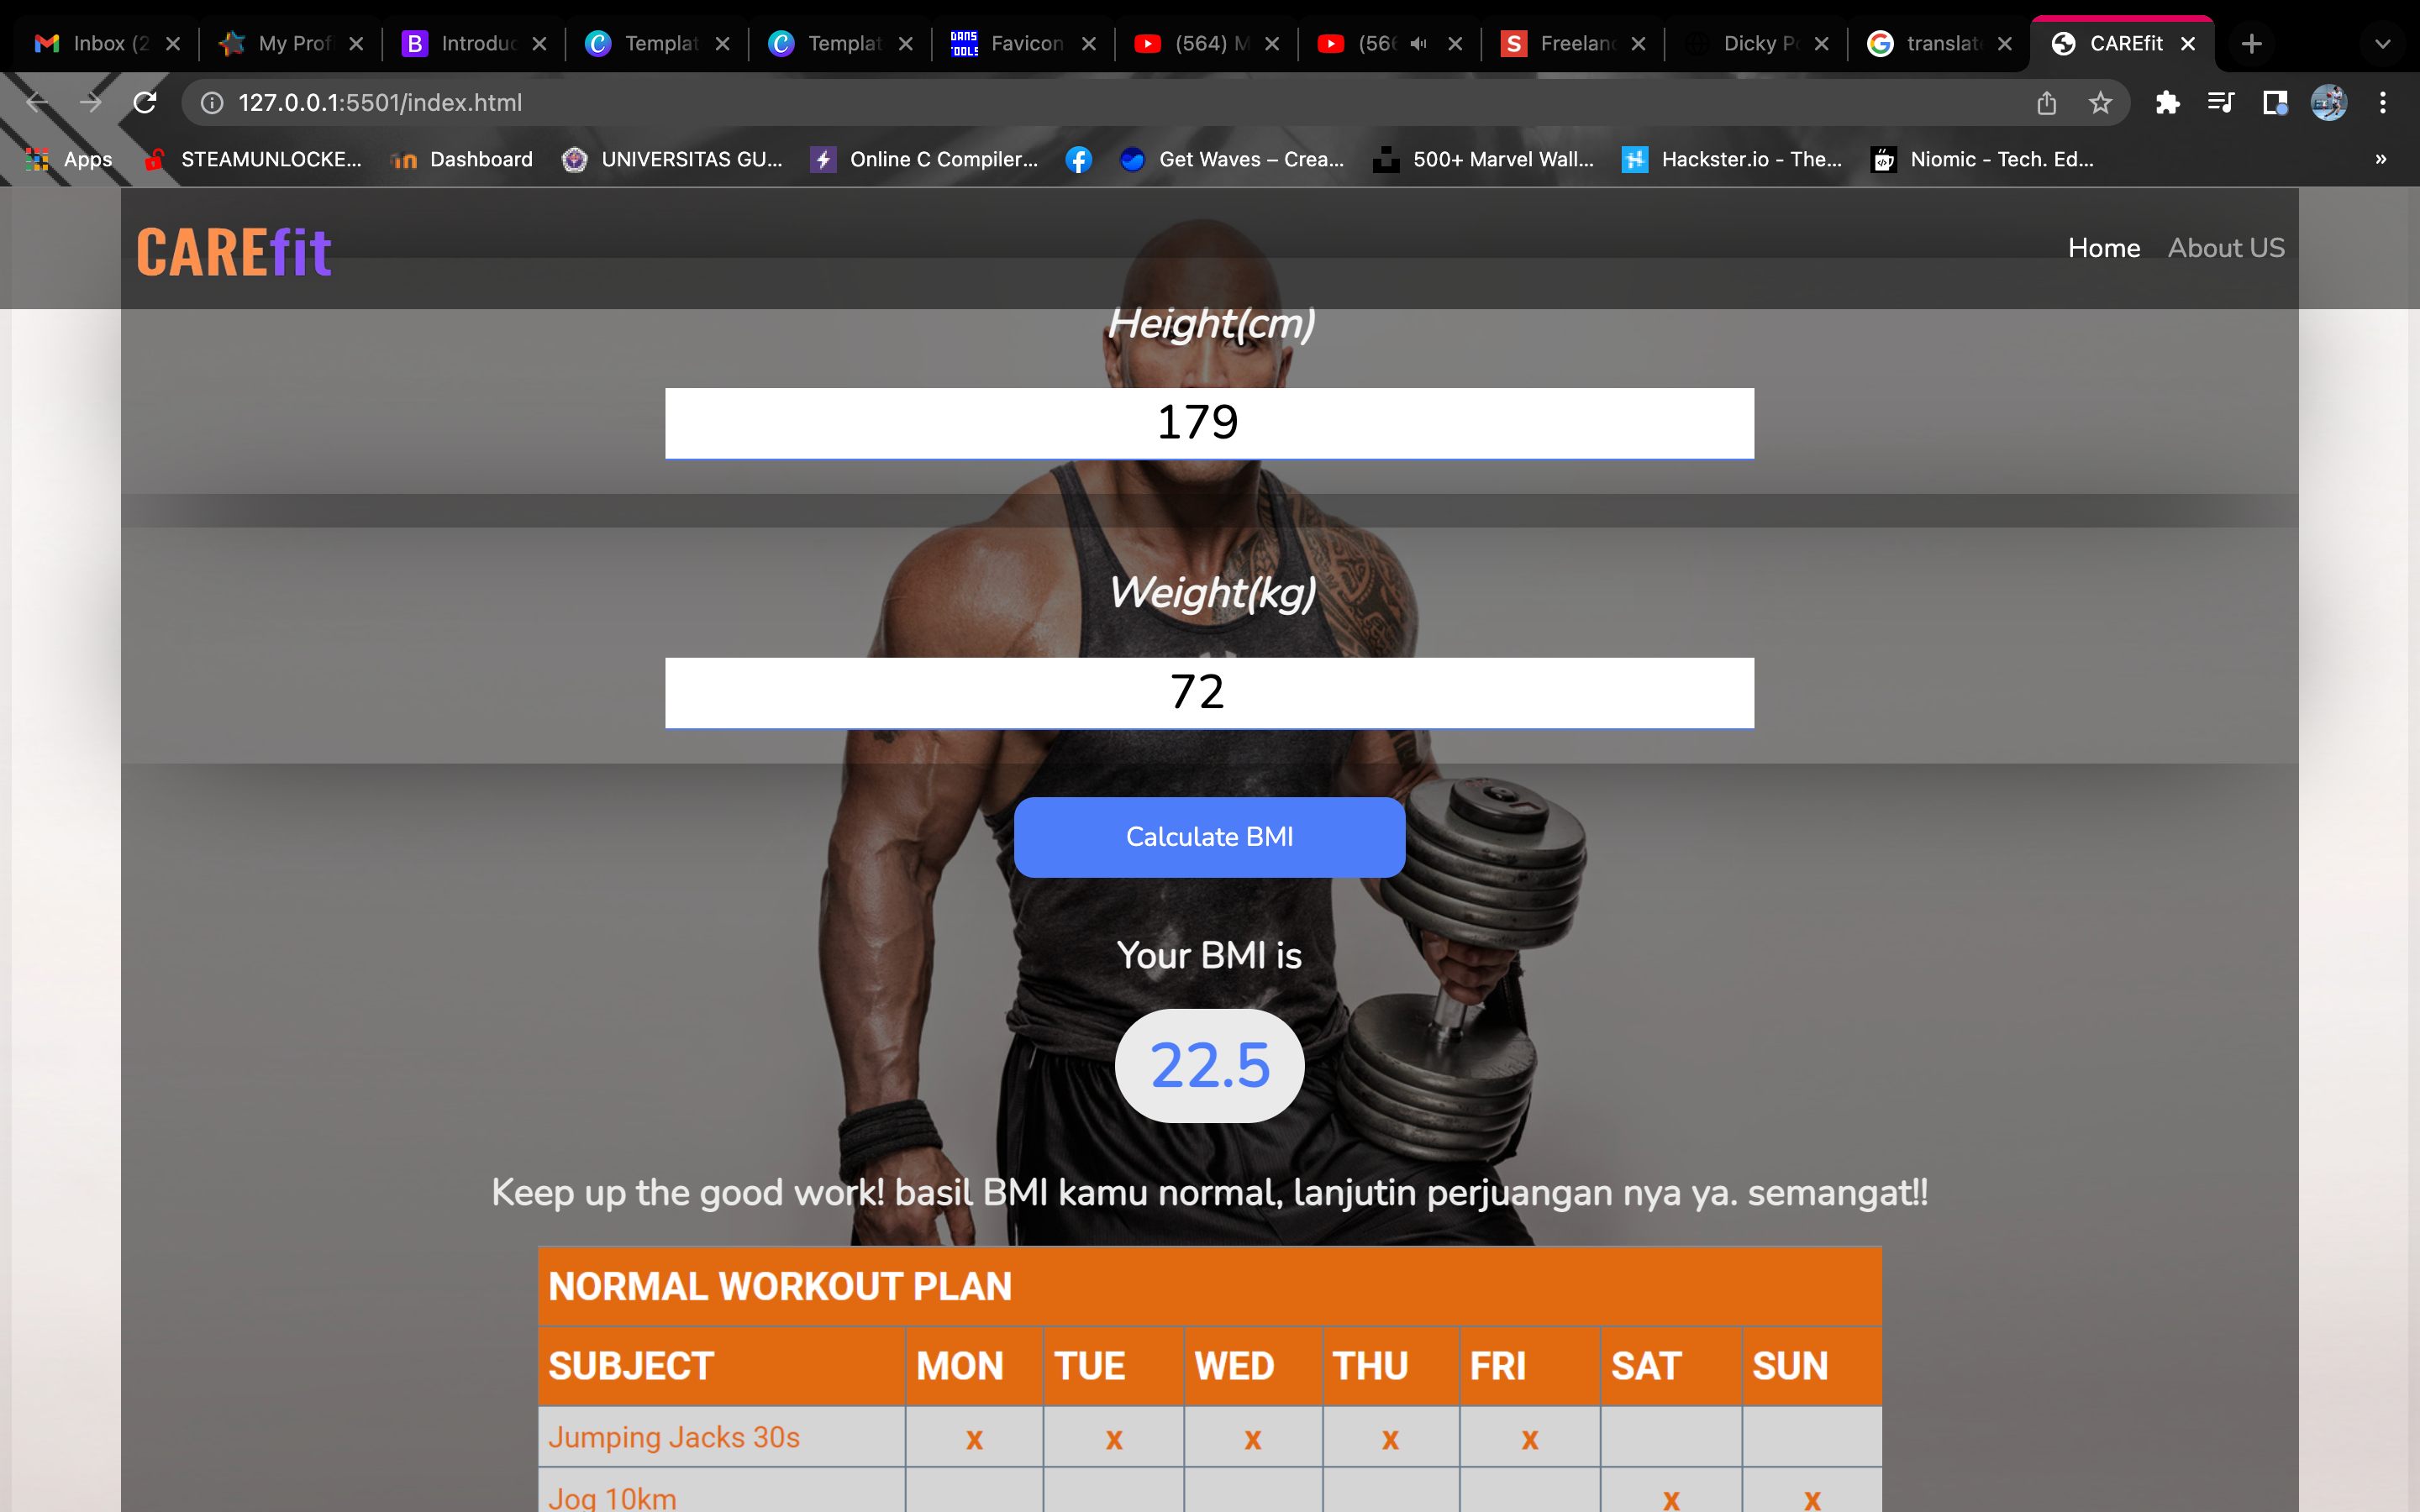 Inbox (2
My Prof
Introduc
Templat
Templat
Favicon
(564) M
(566
Freelanc
Dicky Po
translate
CAREfit
127.0.0.1:5501/index.html
Apps
STEAMUNLOCKE...
Dashboard
UNIVERSITAS GU...
Online C Compiler...
Get Waves – Crea...
500+ Marvel Wall...
Hackster.io - The...
Niomic - Tech. Ed...
»
CAREfit
Home
About US
Height(cm)
179
Weight(kg)
72
Calculate BMI
Your BMI is
22.5
Keep up the good work! basil BMI kamu normal, lanjutin perjuangan nya ya. semangat!!
NORMAL WORKOUT PLAN
SUBJECT MON TUE WED THU FRI SAT SUN
Jumping Jacks 30s x x x x x
Jog 10km x x